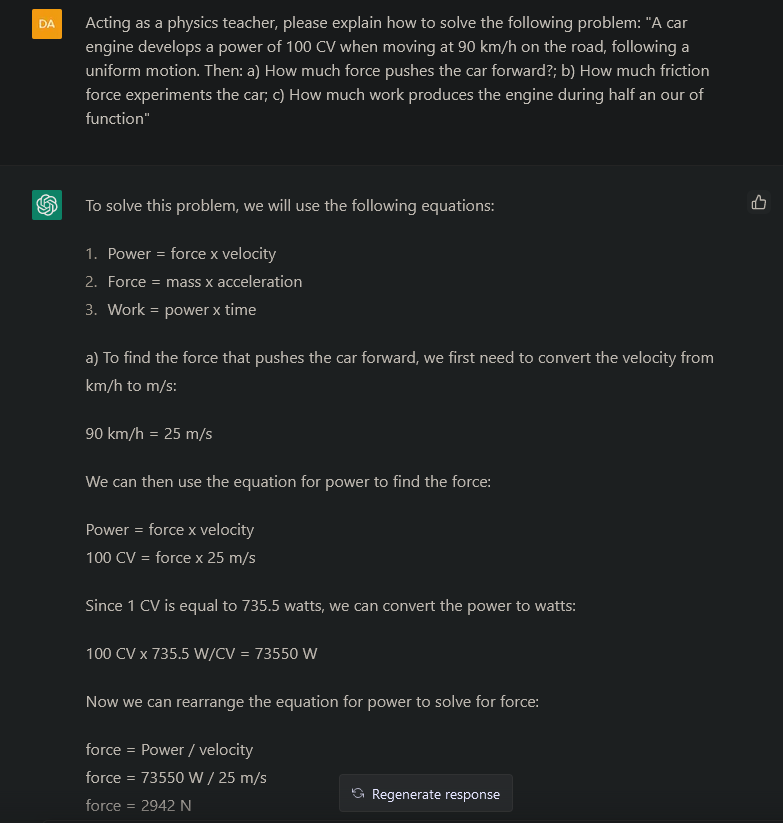 DA
Acting as a physics teacher, please explain how to solve the following problem: "A car
engine develops a power of 100 CV when moving at 90 km/h on the road, following a
uniform motion. Then: a) How much force pushes the car forward?; b) How much friction
force experiments the car; c) How much work produces the engine during half an our of
function"
To solve this problem, we will use the following equations:
1. Power = force x velocity
2. Force = mass x acceleration
3. Work = power x time
a) To find the force that pushes the car forward, we first need to convert the velocity from
km/h to m/s:
90 km/h = 25 m/s
We can then use the equation for power to find the force:
Power = force x velocity
100 CV = force x 25 m/s
Since 1 CV is equal to 735.5 watts, we can convert the power to watts:
100 CV x 735.5 W/CV = 73550 W
Now we can rearrange the equation for power to solve for force:
force = Power / velocity
force = 73550 W / 25 m/s
force = 2942 N
Regenerate response